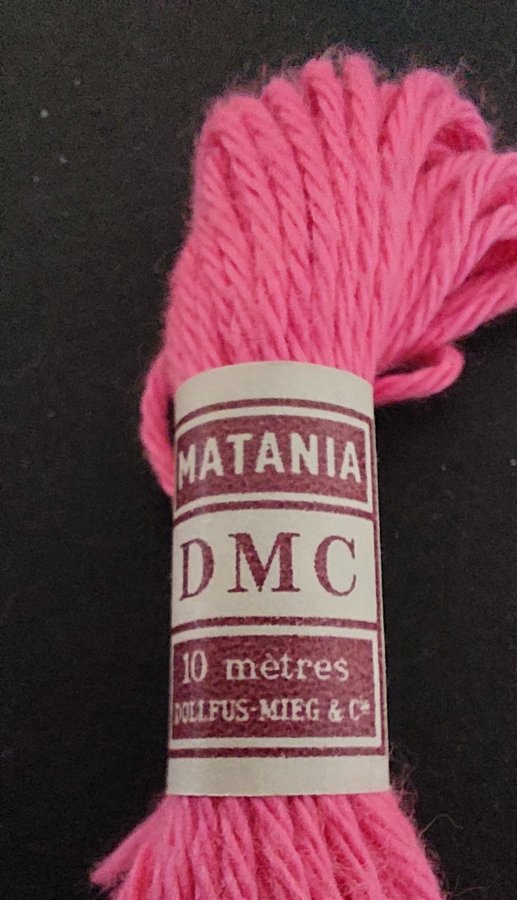 MATANIA
DMC
10 mètres
DOLLFUS-MIEG & Cie